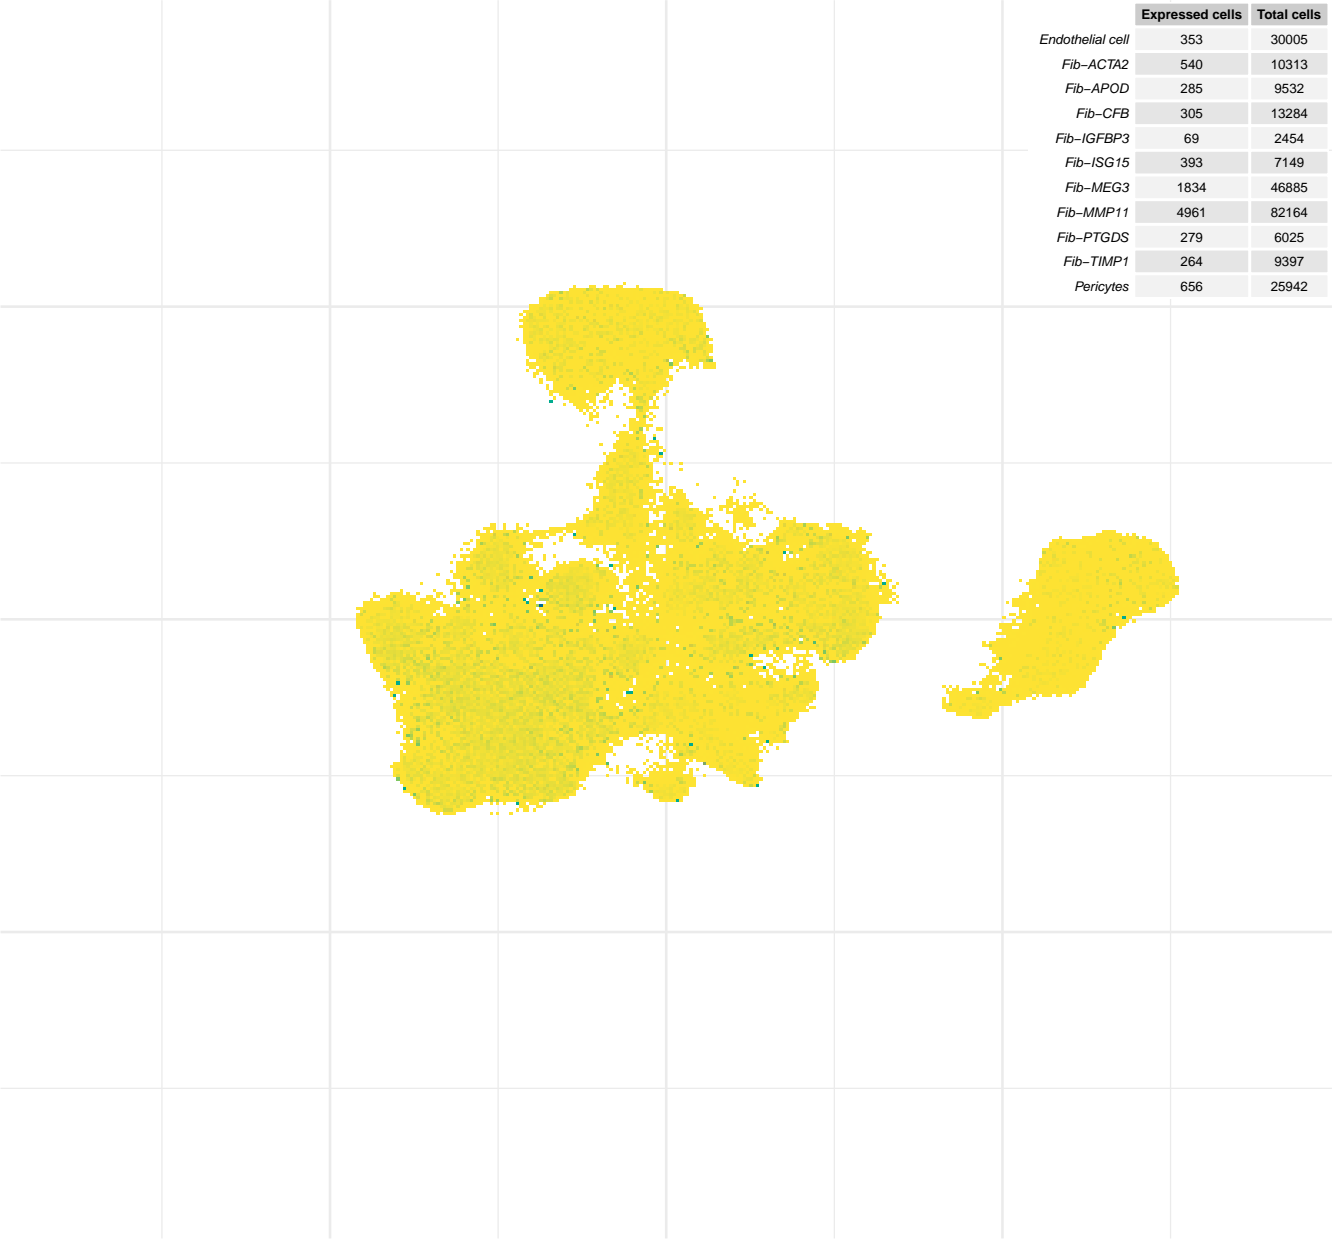 Expressed cells Total cells
Endothelial cell 353 30005
Fib−ACTA2 540 10313
Fib−APOD 285 9532
Fib−CFB 305 13284
Fib−IGFBP3 69 2454
Fib−ISG15 393 7149
Fib−MEG3 1834 46885
Fib−MMP11 4961 82164
Fib−PTGDS 279 6025
Fib−TIMP1 264 9397
Pericytes 656 25942